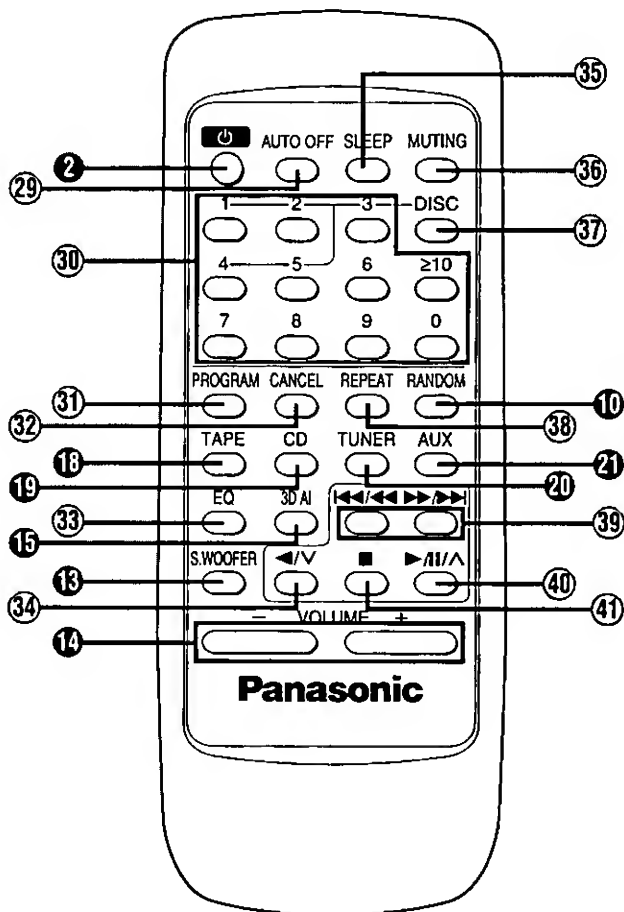 35
⏻ AUTO OFF SLEEP MUTING
2
29
36
1 2 3 DISC
37
30
4 5 6 ≥10
7 8 9 0
PROGRAM CANCEL REPEAT RANDOM
31
32
38
10
TAPE CD TUNER AUX
18
19
20
21
EQ 3D AI ⏮/◀◀ ▶▶/⏭
33
15
39
S.WOOFER ◀/∨ ■ ▶/II/∧
13
34
40
41
− VOLUME +
14
Panasonic